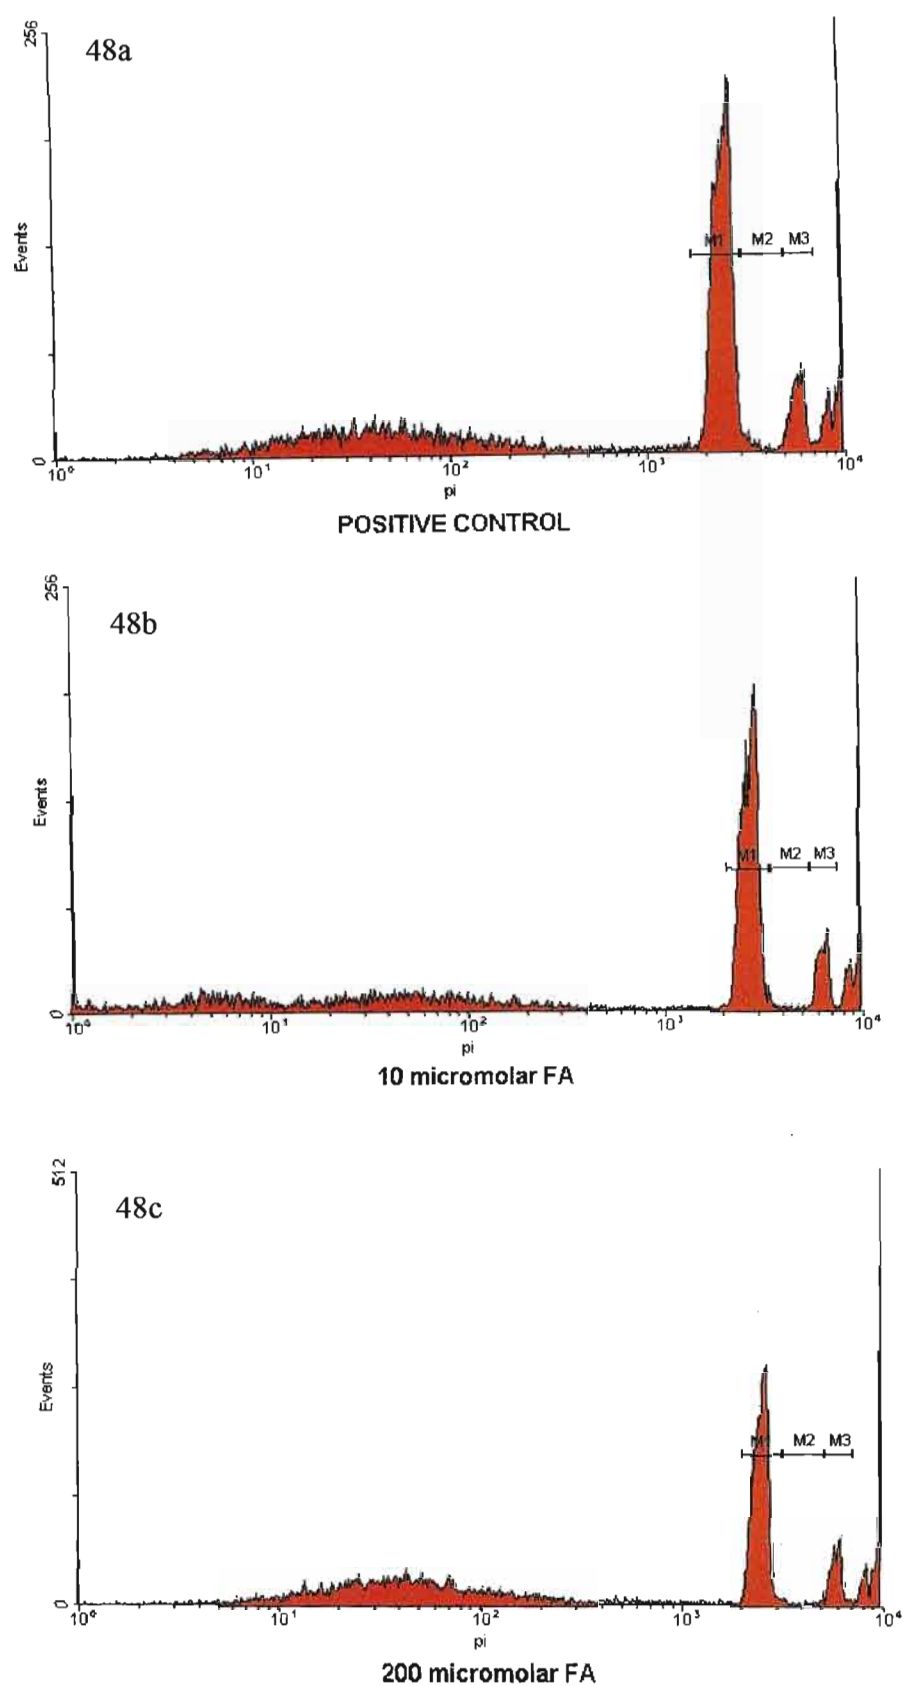 256
48a
Events
M1 M2 M3
0
10⁰ 10¹ 10² 10³ 10⁴
pi
POSITIVE CONTROL
256
48b
Events
M1 M2 M3
0
10⁰ 10¹ 10² 10³ 10⁴
pi
10 micromolar FA
512
48c
Events
M1 M2 M3
0
10⁰ 10¹ 10² 10³ 10⁴
pi
200 micromolar FA